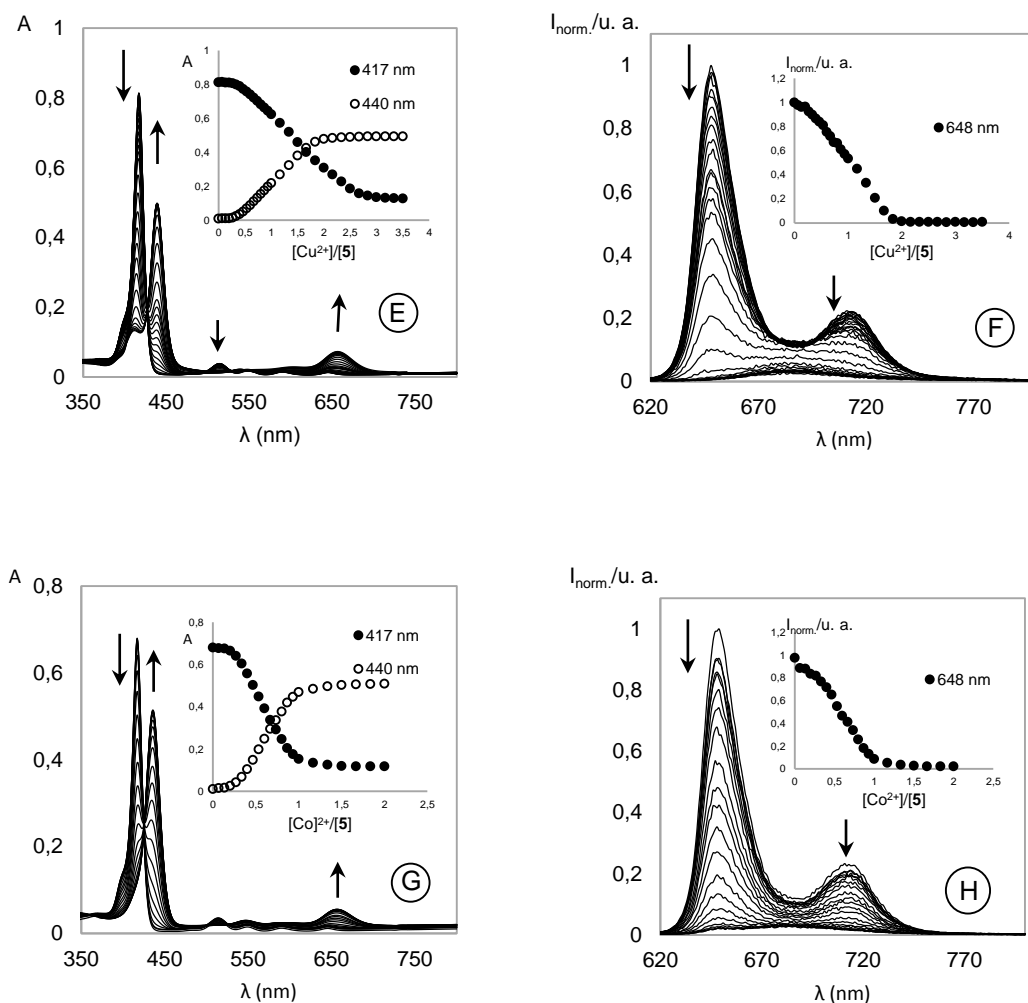 A
1
0,8
0,6
0,4
0,2
0
350 450 550 650 750
λ (nm)
E
A
1
0,8
0,6
0,4
0,2
0
0 0,5 1 1,5 2 2,5 3 3,5 4
[Cu²⁺]/[5]
417 nm
440 nm
I norm./u. a.
1
0,8
0,6
0,4
0,2
0
620 670 720 770
λ (nm)
F
I norm./u. a.
1,2
1
0,8
0,6
0,4
0,2
0
0 1 2 3 4
[Cu²⁺]/[5]
648 nm
A
0,8
0,6
0,4
0,2
0
350 450 550 650 750
λ (nm)
G
A
0,8
0,6
0,4
0,2
0
0 0,5 1 1,5 2 2,5
[Co]²⁺/[5]
417 nm
440 nm
I norm./u. a.
1
0,8
0,6
0,4
0,2
0
620 670 720 770
λ (nm)
H
I norm./u. a.
1,2
1
0,8
0,6
0,4
0,2
0
0 0,5 1 1,5 2 2,5
[Co²⁺]/[5]
648 nm